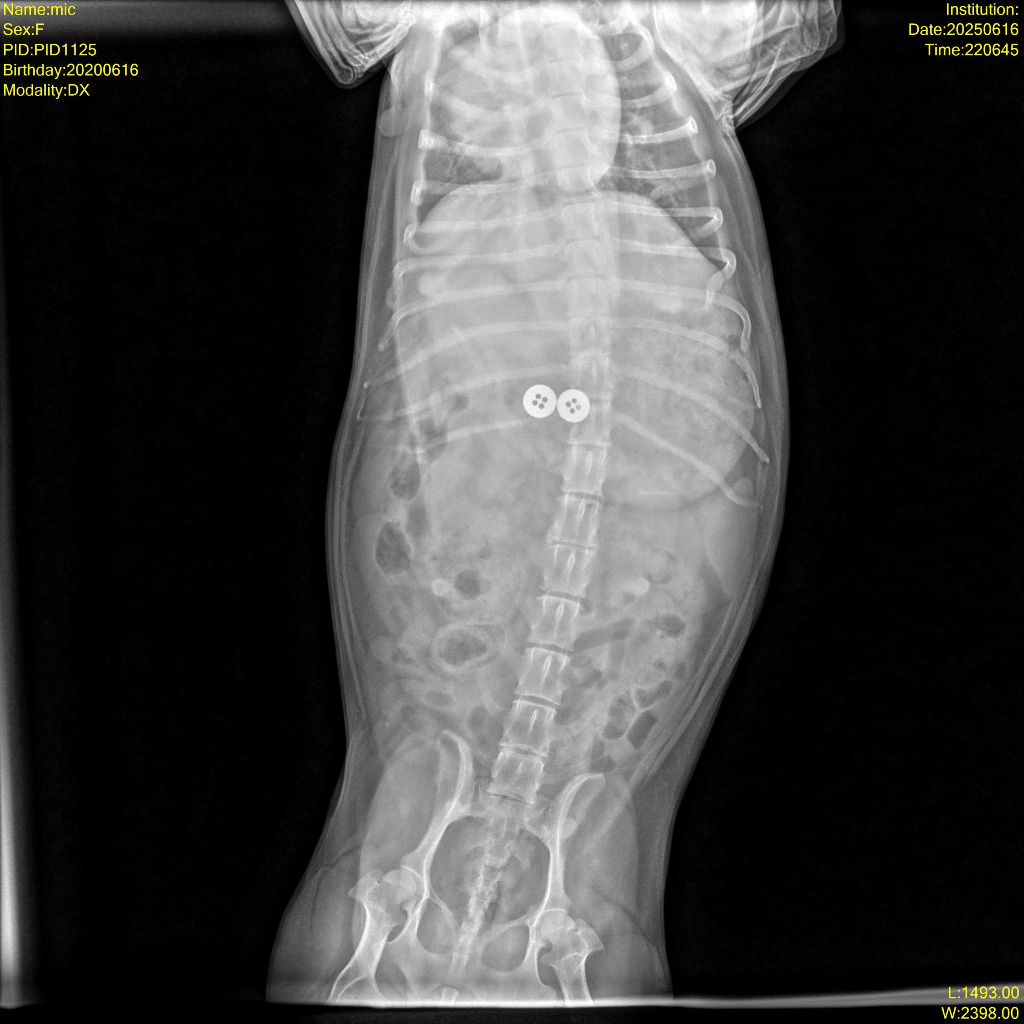 Name:mic
Sex:F
PID:PID1125
Birthday:20200616
Modality:DX
Institution:
Date:20250616
Time:220645
L:1493.00
W:2398.00